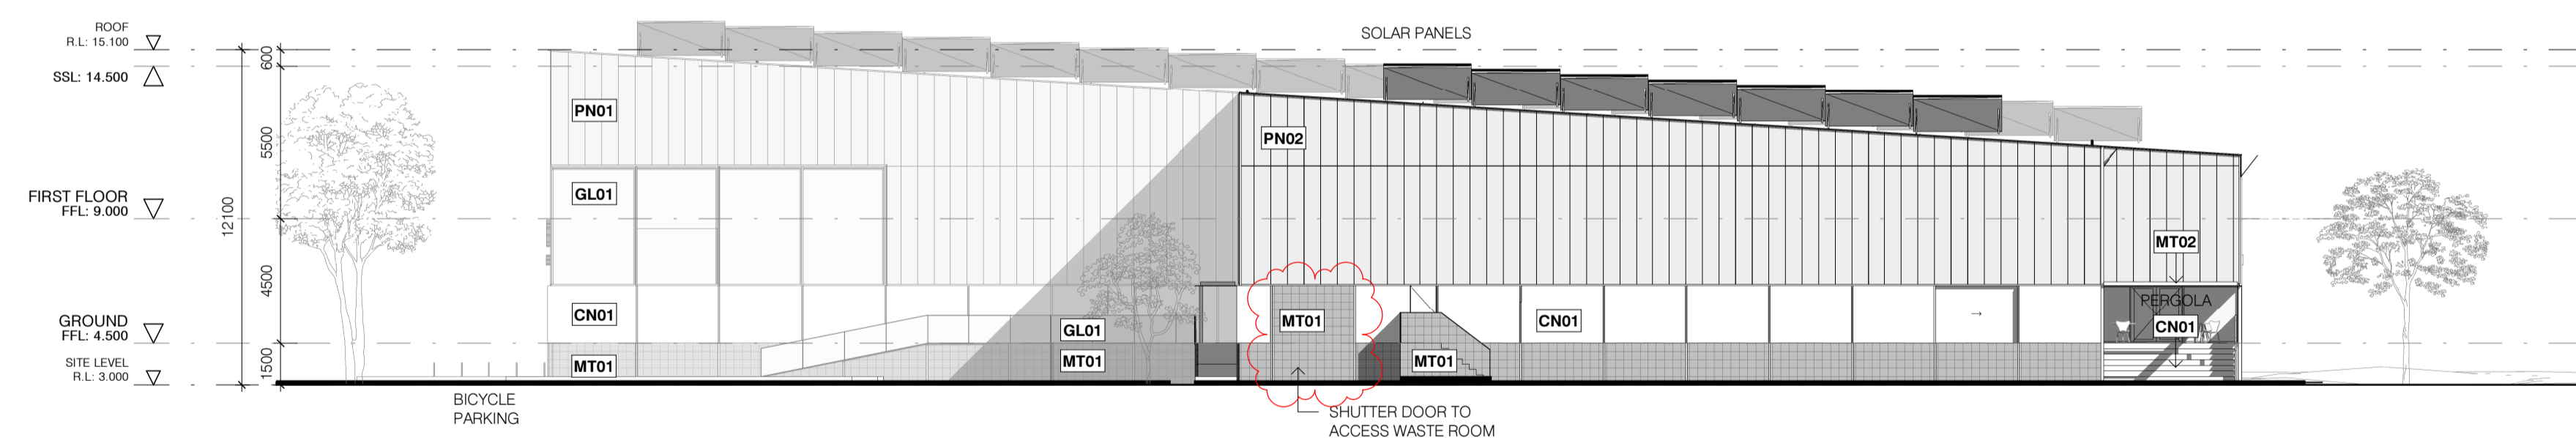 ROOF
R.L: 15.100
SSL: 14.500
FIRST FLOOR
FFL: 9.000
GROUND
FFL: 4.500
SITE LEVEL
R.L: 3.000
12100
600
5500
4500
1500
SOLAR PANELS
PN01
PN02
GL01
MT02
CN01
GL01
MT01
CN01
PERGOLA
CN01
MT01
MT01
MT01
BICYCLE
PARKING
SHUTTER DOOR TO
ACCESS WASTE ROOM